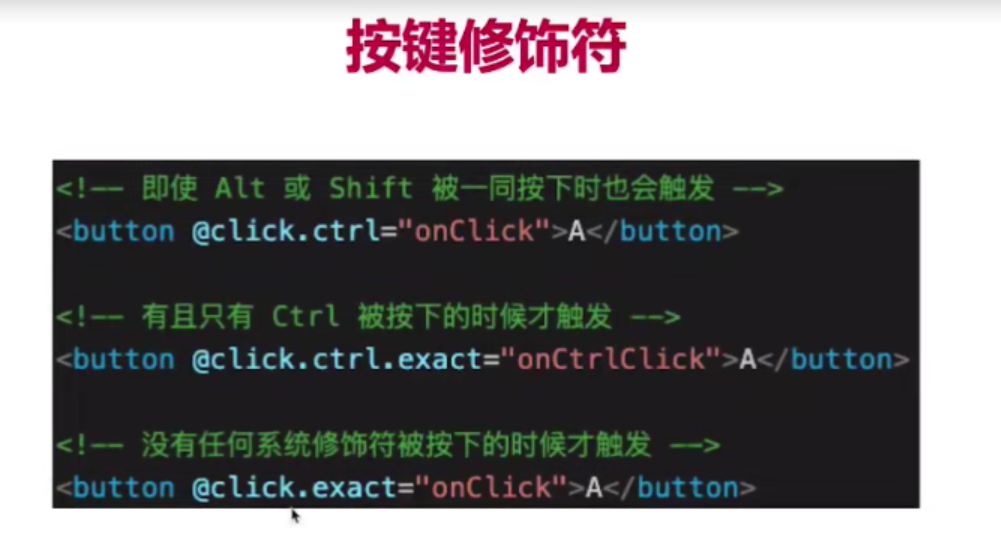 按键修饰符
<!-- 即使 Alt 或 Shift 被一同按下时也会触发 -->
<button @click.ctrl="onClick">A</button>
<!-- 有且只有 Ctrl 被按下的时候才触发 -->
<button @click.ctrl.exact="onCtrlClick">A</button>
<!-- 没有任何系统修饰符被按下的时候才触发 -->
<button @click.exact="onClick">A</button>